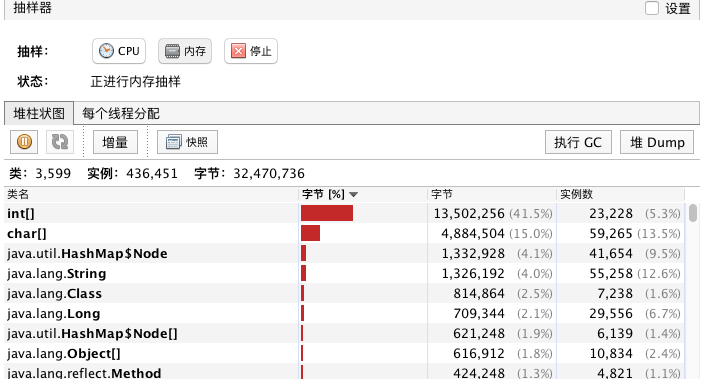 抽样器 设置
抽样： CPU 内存 停止
状态： 正进行内存抽样
堆柱状图 每个线程分配
增量 快照 执行 GC 堆 Dump
类：3,599 实例：436,451 字节：32,470,736
类名 字节 [%] 字节 实例数
int[] 13,502,256 (41.5%) 23,228 (5.3%)
char[] 4,884,504 (15.0%) 59,265 (13.5%)
java.util.HashMap$Node 1,332,928 (4.1%) 41,654 (9.5%)
java.lang.String 1,326,192 (4.0%) 55,258 (12.6%)
java.lang.Class 814,864 (2.5%) 7,238 (1.6%)
java.lang.Long 709,344 (2.1%) 29,556 (6.7%)
java.util.HashMap$Node[] 621,248 (1.9%) 6,139 (1.4%)
java.lang.Object[] 616,912 (1.8%) 10,834 (2.4%)
java.lang.reflect.Method 424,248 (1.3%) 4,821 (1.1%)